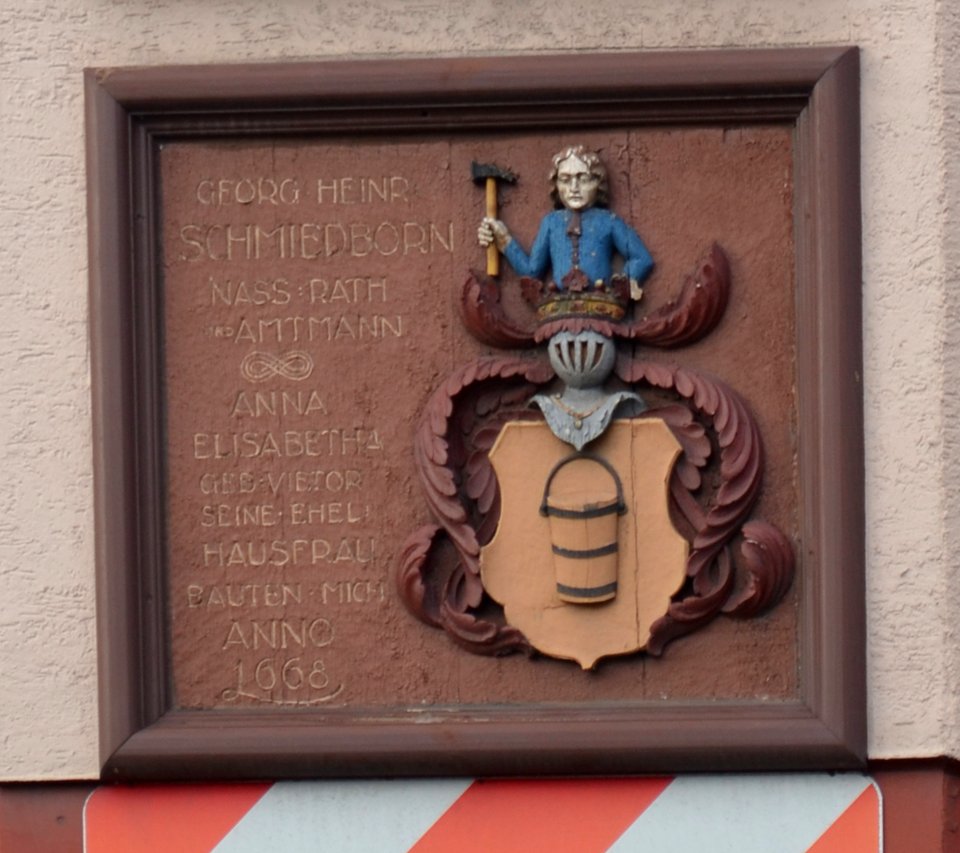 GEORG HEINR
SCHMIEDBORN
NASS: RATH
UND AMTMANN
ANNA
ELISABETHA
GEB: VIETOR
SEINE EHEL:
HAUSFRAU
BAUTEN: MICH
ANNO
1668